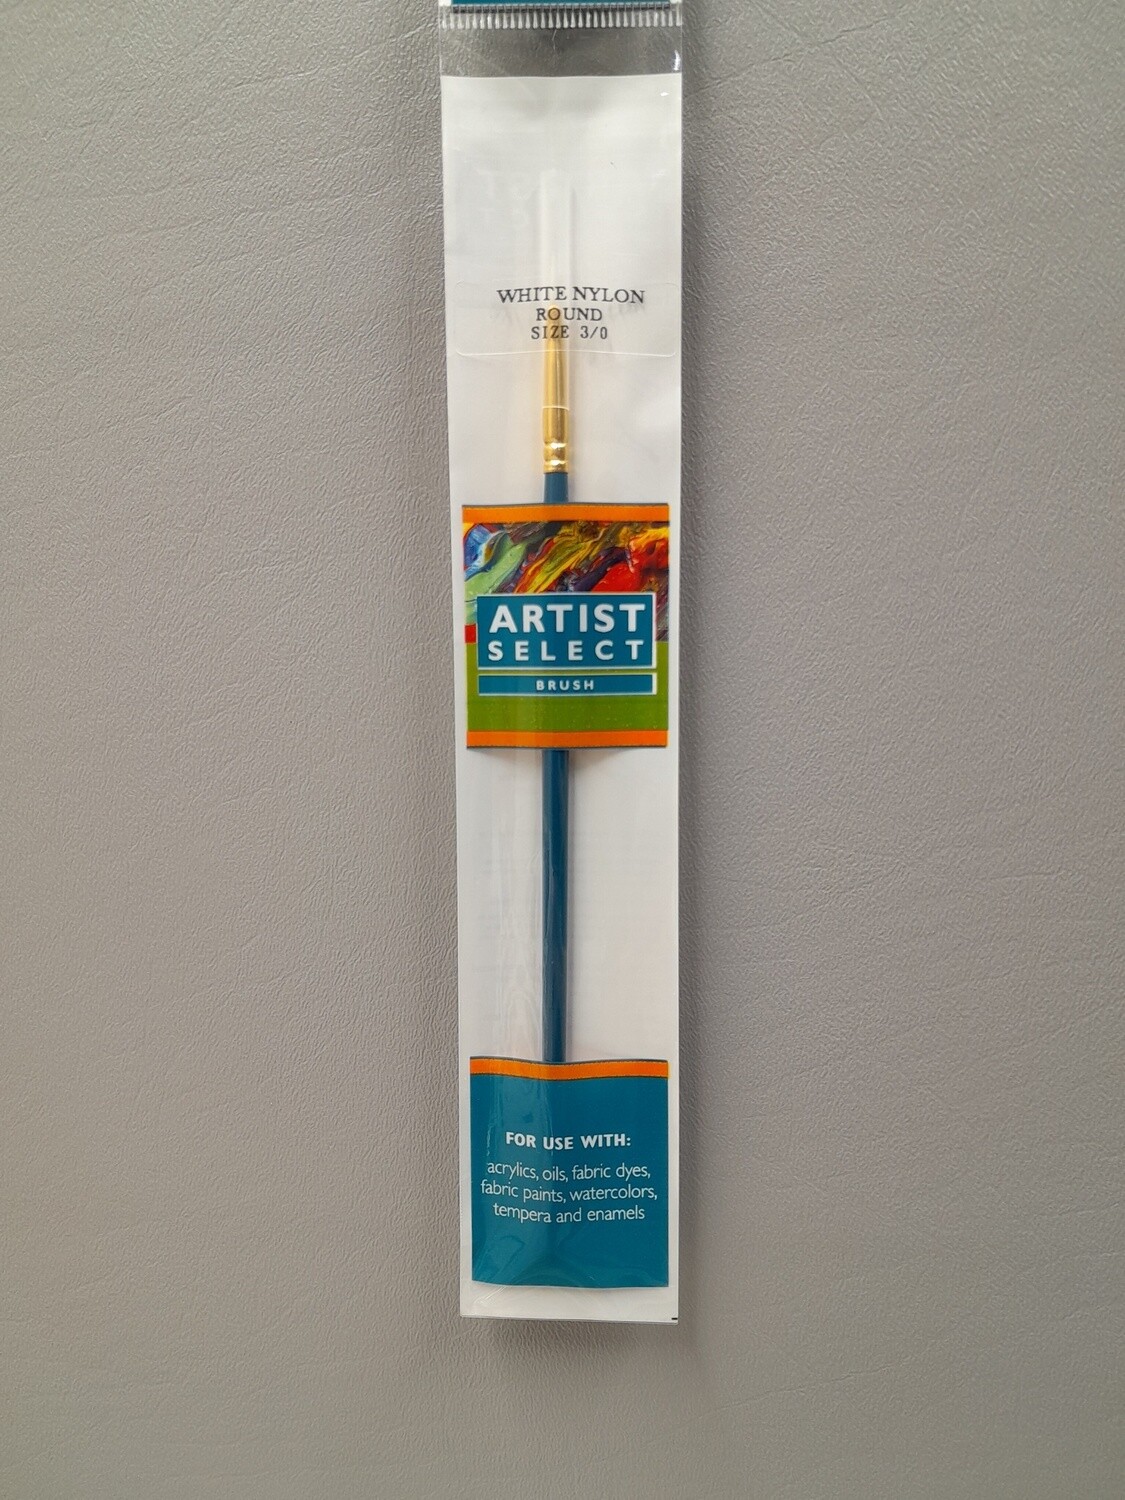 WHITE NYLON
ROUND
SIZE 3/0
ARTIST
SELECT
BRUSH
FOR USE WITH:
acrylics, oils, fabric dyes,
fabric paints, watercolors,
tempera and enamels